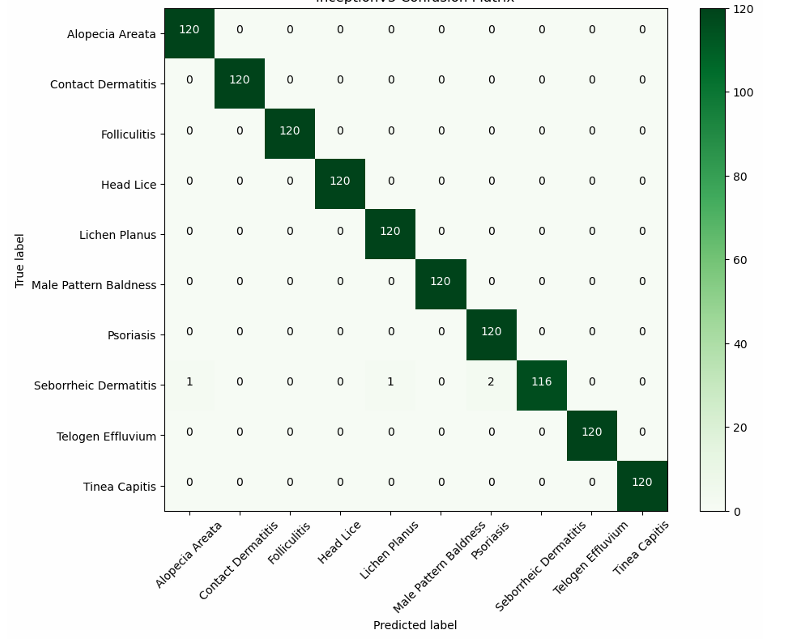 InceptionV3 Confusion Matrix
Alopecia Areata 120 0 0 0 0 0 0 0 0 0
Contact Dermatitis 0 120 0 0 0 0 0 0 0 0
Folliculitis 0 0 120 0 0 0 0 0 0 0
Head Lice 0 0 0 120 0 0 0 0 0 0
Lichen Planus 0 0 0 0 120 0 0 0 0 0
Male Pattern Baldness 0 0 0 0 0 120 0 0 0 0
Psoriasis 0 0 0 0 0 0 120 0 0 0
Seborrheic Dermatitis 1 0 0 0 1 0 2 116 0 0
Telogen Effluvium 0 0 0 0 0 0 0 0 120 0
Tinea Capitis 0 0 0 0 0 0 0 0 0 120
True label
Alopecia Areata
Contact Dermatitis
Folliculitis
Head Lice
Lichen Planus
Male Pattern Baldness
Psoriasis
Seborrheic Dermatitis
Telogen Effluvium
Tinea Capitis
Predicted label
120
100
80
60
40
20
0